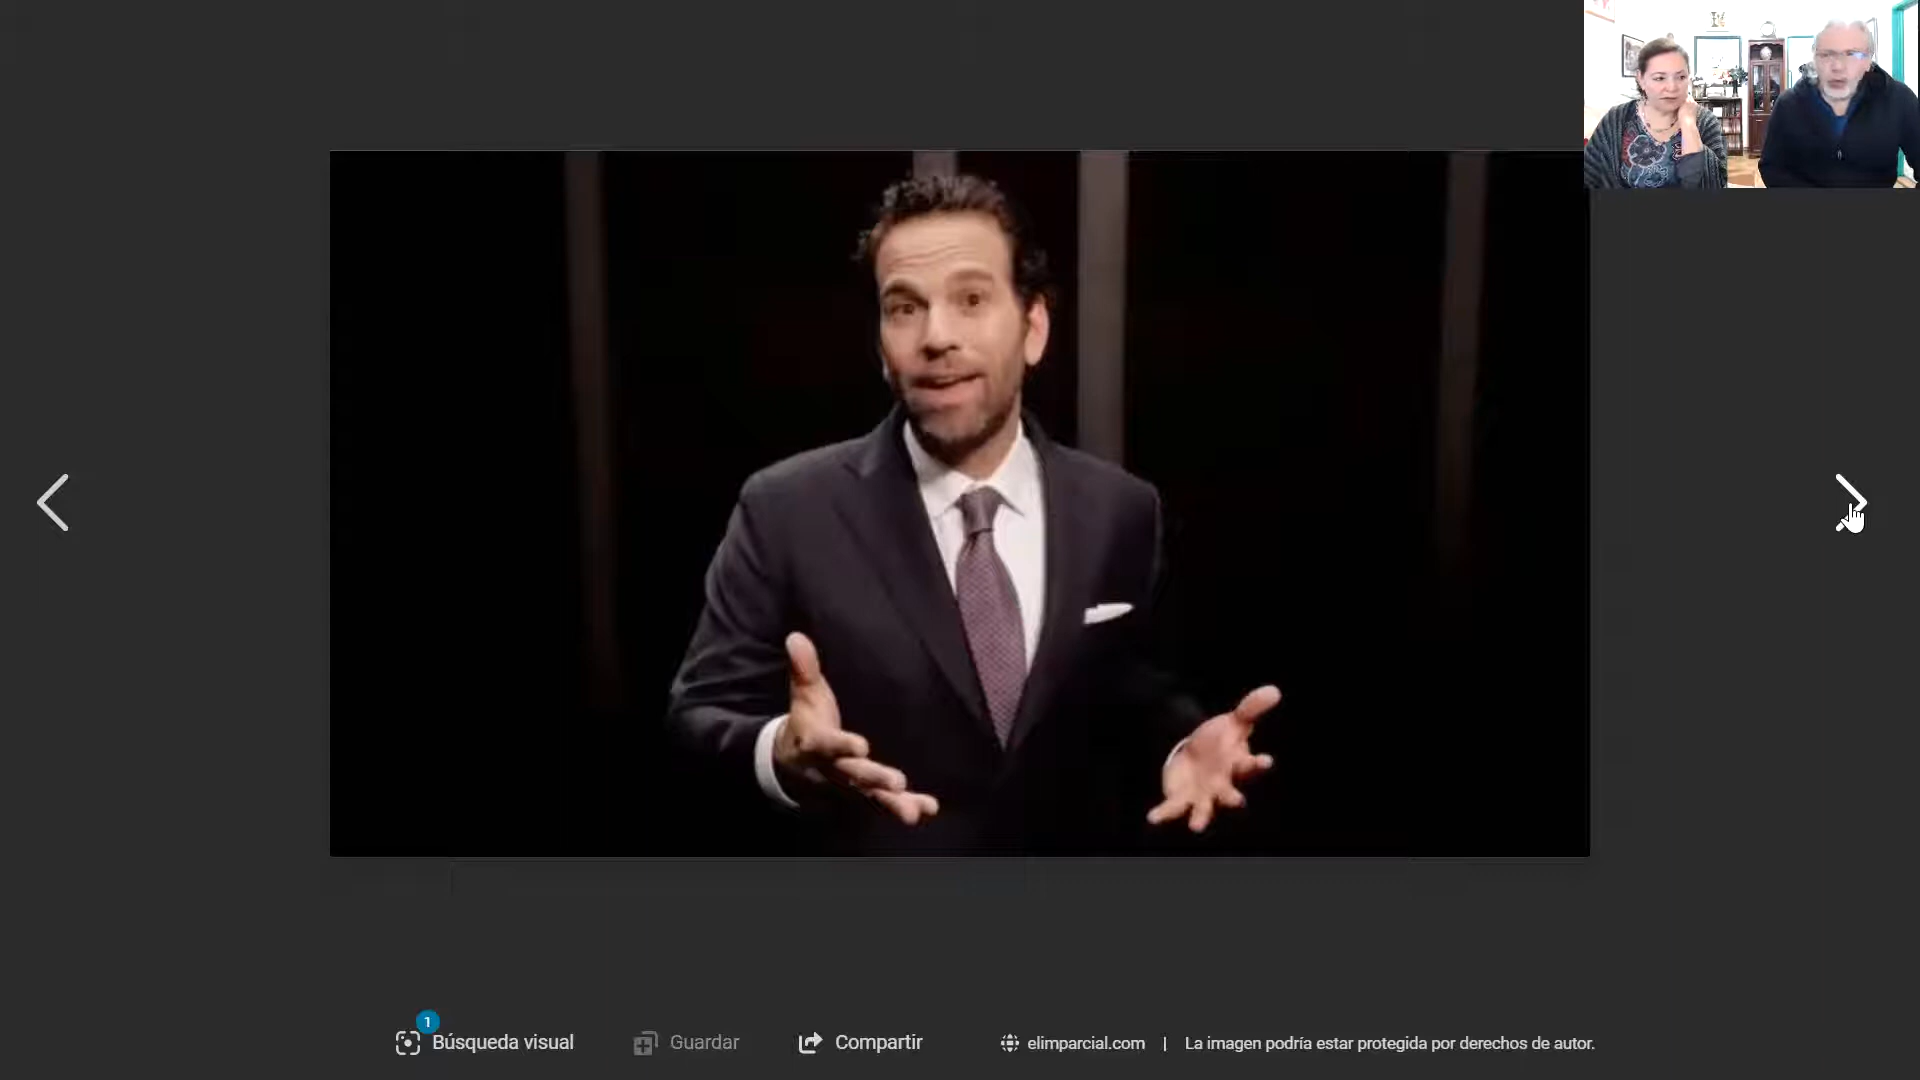 1
Búsqueda visual
Guardar
Compartir
elimparcial.com | La imagen podría estar protegida por derechos de autor.